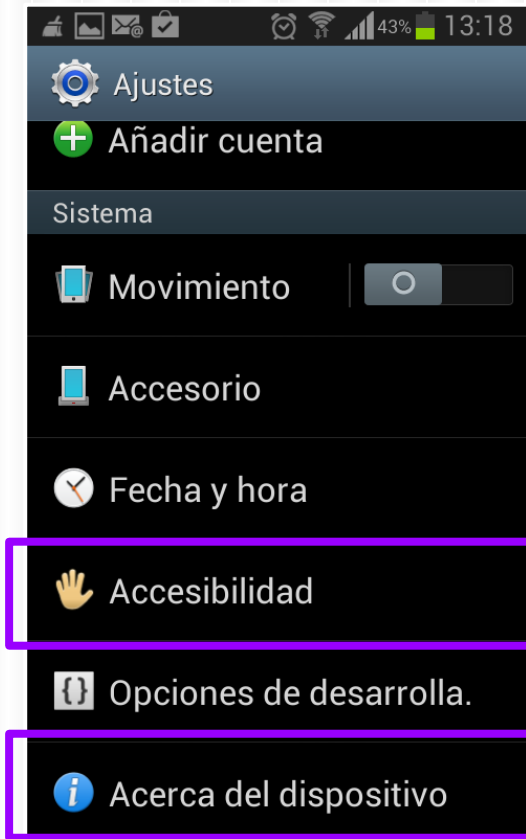 43% 13:18
Ajustes
Añadir cuenta
Sistema
Movimiento
Accesorio
Fecha y hora
Accesibilidad
{} Opciones de desarrolla.
Acerca del dispositivo